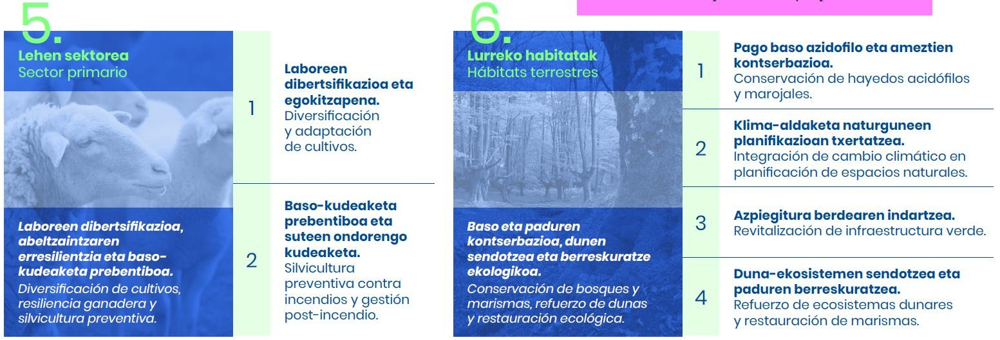 5.
Lehen sektorea
Sector primario
Laboreen dibertsifikazioa,
abeltzaintzaren
erresilientzia eta baso-
kudeaketa prebentiboa.
Diversificación de cultivos,
resiliencia ganadera y
silvicultura preventiva.
1
Laboreen
dibertsifikazioa eta
egokitzapena.
Diversificación
y adaptación
de cultivos.
2
Baso-kudeaketa
prebentiboa eta
suteen ondorengo
kudeaketa.
Silvicultura
preventiva contra
incendios y gestión
post-incendio.
6.
Lurreko habitatak
Hábitats terrestres
Baso eta paduren
kontserbazioa, dunen
sendotzea eta berreskuratze
ekologikoa.
Conservación de bosques y
marismas, refuerzo de dunas
y restauración ecológica.
1
Pago baso azidofilo eta ameztien
kontserbazioa.
Conservación de hayedos acidófilos
y marojales.
2
Klima-aldaketa naturguneen
planifikazioan txertatzea.
Integración de cambio climático en
planificación de espacios naturales.
3
Azpiegitura berdearen indartzea.
Revitalización de infraestructura verde.
4
Duna-ekosistemen sendotzea eta
paduren berreskuratzea.
Refuerzo de ecosistemas dunares
y restauración de marismas.